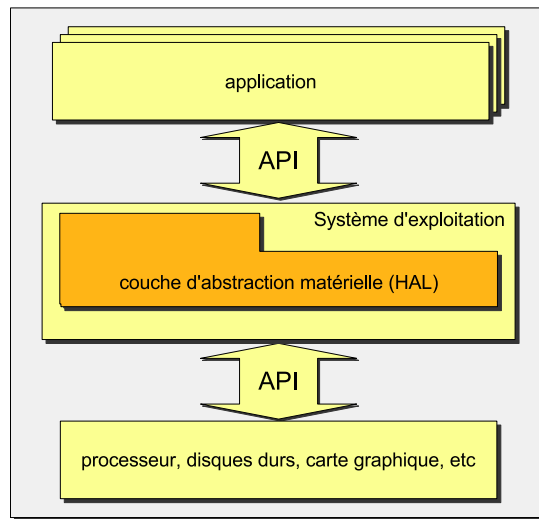 application
API
Système d'exploitation
couche d'abstraction matérielle (HAL)
API
processeur, disques durs, carte graphique, etc